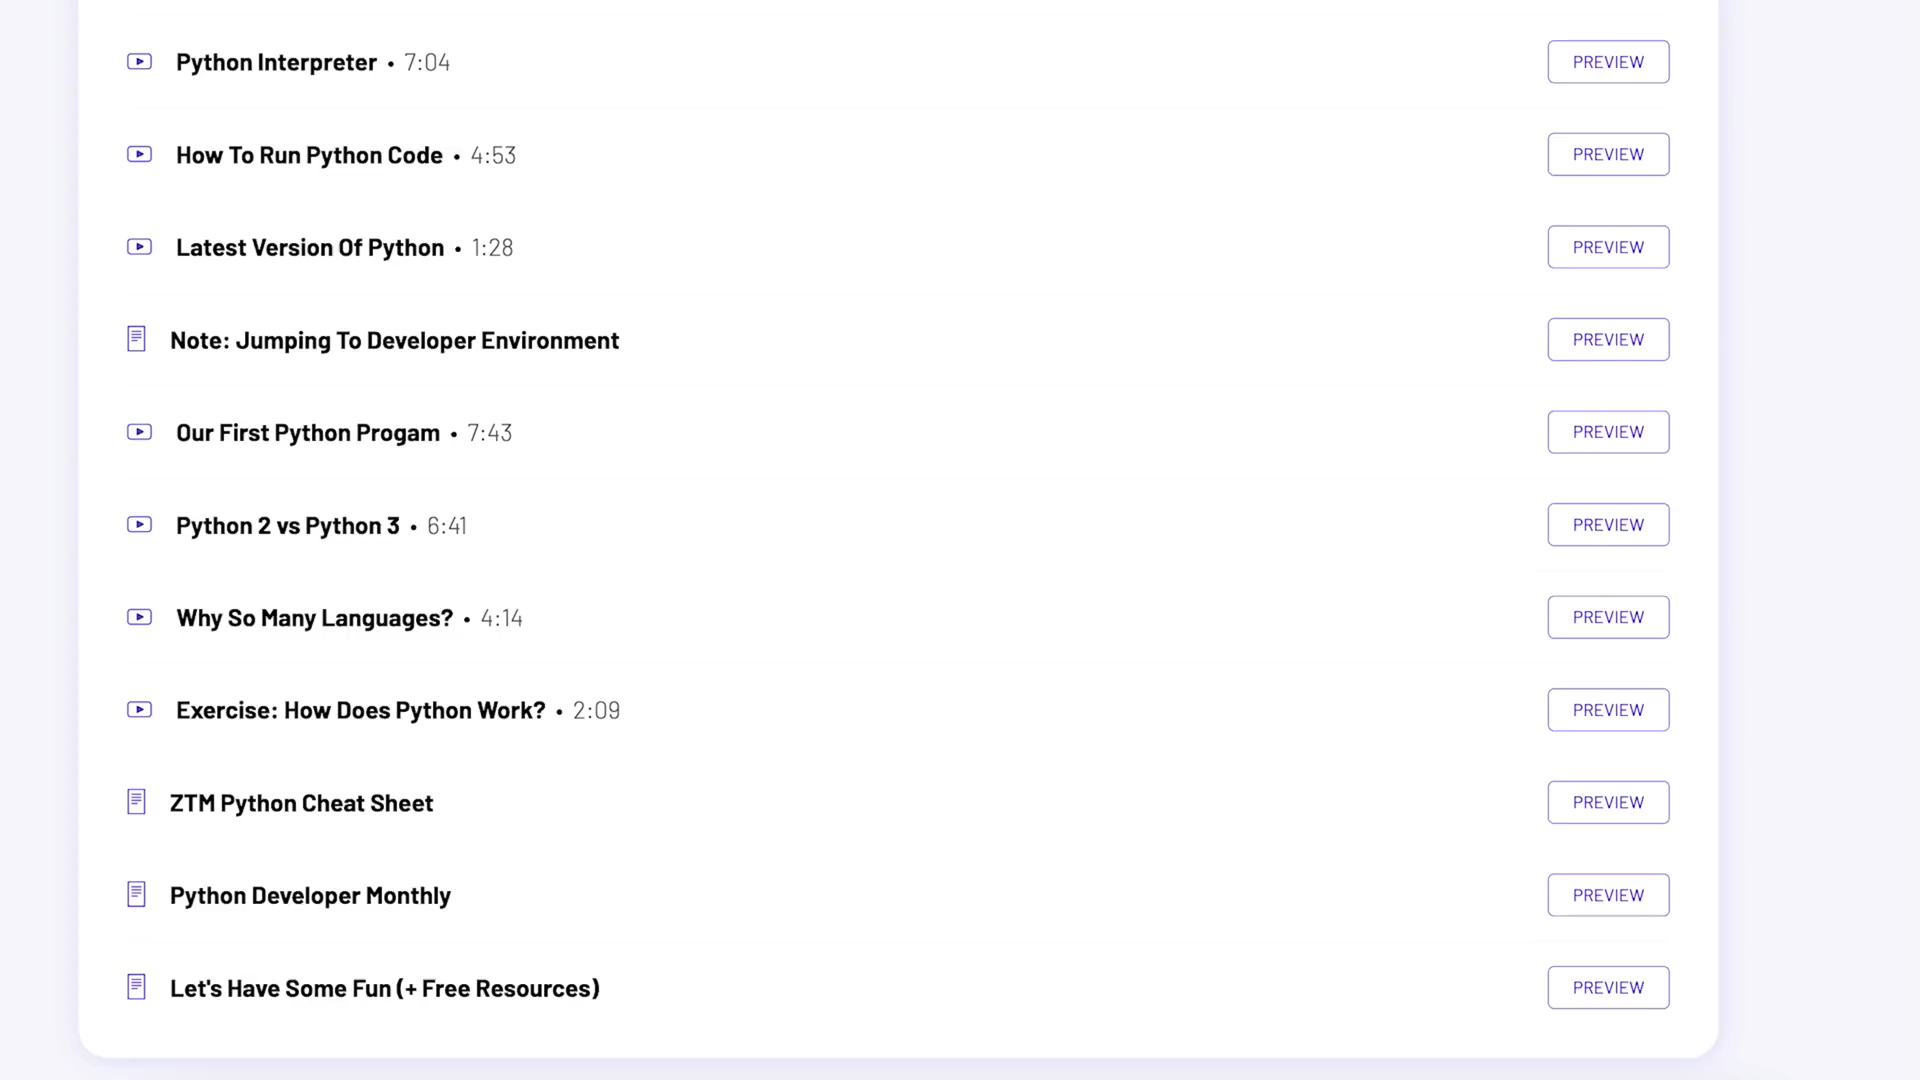 Python Interpreter • 7:04 PREVIEW
How To Run Python Code • 4:53 PREVIEW
Latest Version Of Python • 1:28 PREVIEW
Note: Jumping To Developer Environment PREVIEW
Our First Python Progam • 7:43 PREVIEW
Python 2 vs Python 3 • 6:41 PREVIEW
Why So Many Languages? • 4:14 PREVIEW
Exercise: How Does Python Work? • 2:09 PREVIEW
ZTM Python Cheat Sheet PREVIEW
Python Developer Monthly PREVIEW
Let's Have Some Fun (+ Free Resources) PREVIEW